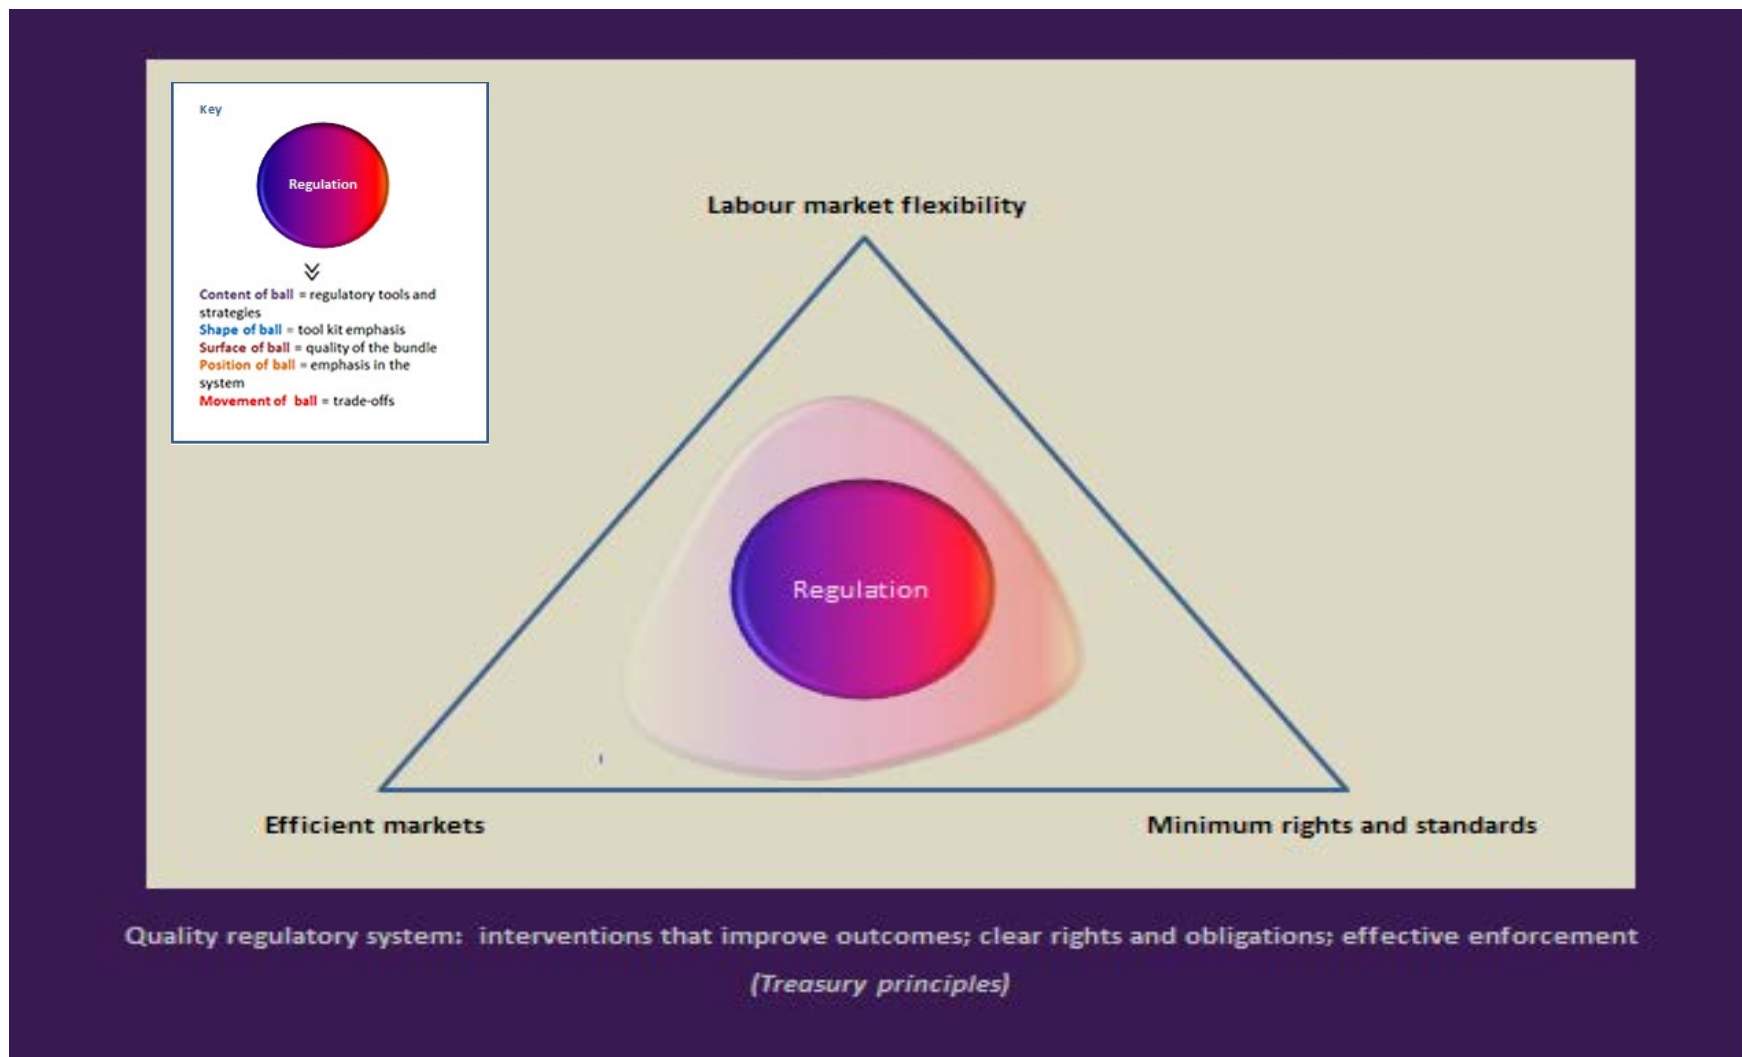 Key
Regulation
Content of ball = regulatory tools and
strategies
Shape of ball = tool kit emphasis
Surface of ball = quality of the bundle
Position of ball = emphasis in the
system
Movement of ball = trade-offs
Labour market flexibility
Regulation
Efficient markets
Minimum rights and standards
Quality regulatory system: interventions that improve outcomes; clear rights and obligations; effective enforcement
(Treasury principles)